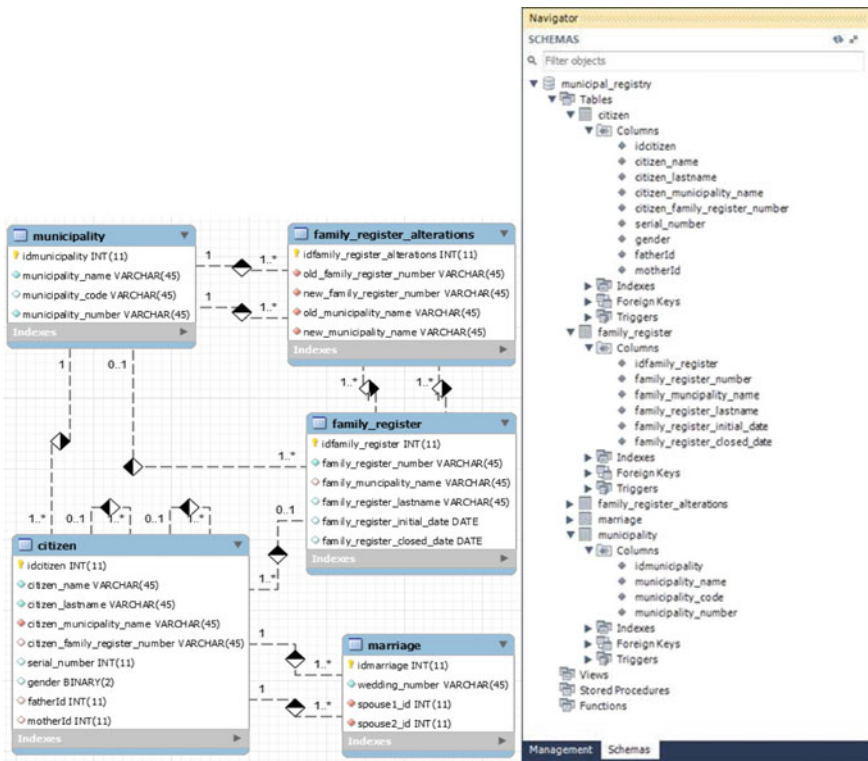 municipality
idmunicipality INT(11)
municipality_name VARCHAR(45)
municipality_code VARCHAR(45)
municipality_number VARCHAR(45)
Indexes
1
1..*
1
1..*
family_register_alterations
idfamily_register_alterations INT(11)
old_family_register_number VARCHAR(45)
new_family_register_number VARCHAR(45)
old_municipality_name VARCHAR(45)
new_municipality_name VARCHAR(45)
Indexes
1
0..1
1..*
1..*
1
1
family_register
idfamily_register INT(11)
family_register_number VARCHAR(45)
family_muncipality_name VARCHAR(45)
family_register_lastname VARCHAR(45)
family_register_initial_date DATE
family_register_closed_date DATE
Indexes
1..*
0..1
1..*
1..*
0..1
1..*
0..1
1..*
citizen
idcitizen INT(11)
citizen_name VARCHAR(45)
citizen_lastname VARCHAR(45)
citizen_municipality_name VARCHAR(45)
citizen_family_register_number VARCHAR(45)
serial_number INT(11)
gender BINARY(2)
fatherId INT(11)
motherId INT(11)
Indexes
1
1..*
1
1..*
marriage
idmarriage INT(11)
wedding_number VARCHAR(45)
spouse1_id INT(11)
spouse2_id INT(11)
Indexes
Navigator
SCHEMAS
Filter objects
municipal_registry
Tables
citizen
Columns
idcitizen
citizen_name
citizen_lastname
citizen_municipality_name
citizen_family_register_number
serial_number
gender
fatherId
motherId
Indexes
Foreign Keys
Triggers
family_register
Columns
idfamily_register
family_register_number
family_muncipality_name
family_register_lastname
family_register_initial_date
family_register_closed_date
Indexes
Foreign Keys
Triggers
family_register_alterations
marriage
municipality
Columns
idmunicipality
municipality_name
municipality_code
municipality_number
Indexes
Foreign Keys
Triggers
Views
Stored Procedures
Functions
Management Schemas